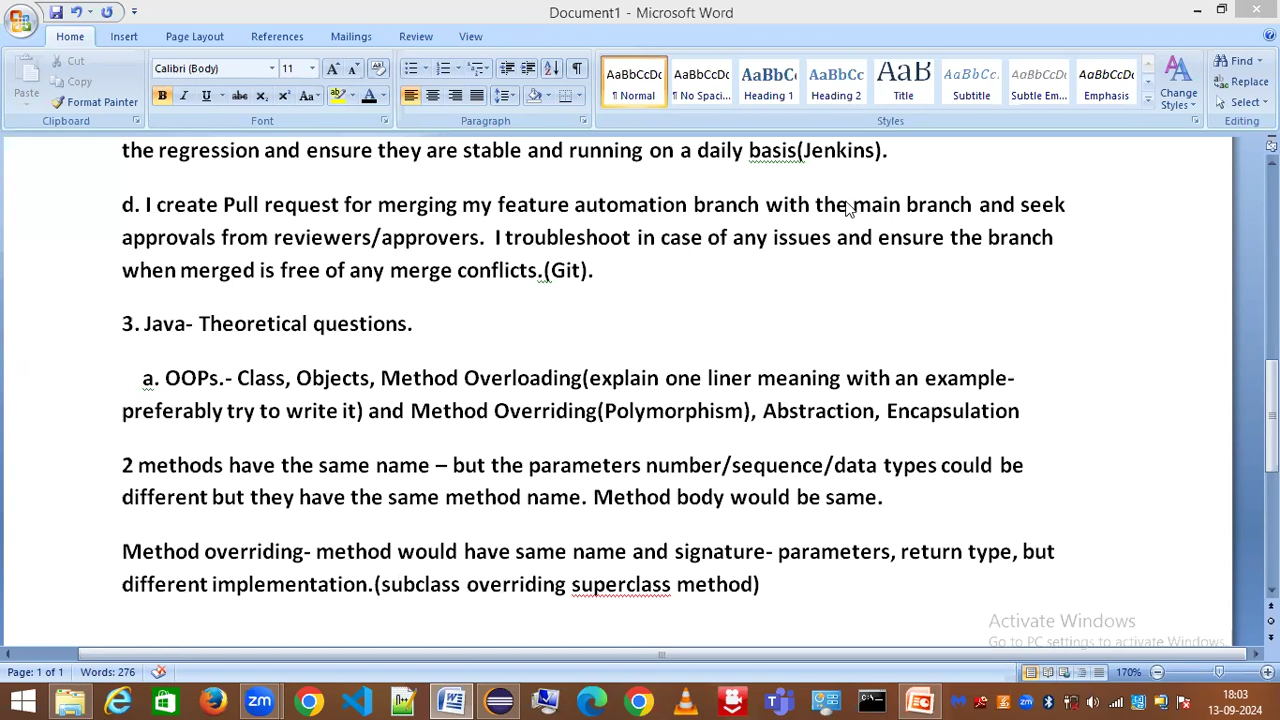 Document1 - Microsoft Word
Home Insert Page Layout References Mailings Review View
Cut
Copy
Format Painter
Paste
Calibri (Body) 11
AaBbCcDc AaBbCcDc AaBbC AaBbCc AaB AaBbCc. AaBbCcDc AaBbCcDc
¶ Normal ¶ No Spaci... Heading 1 Heading 2 Title Subtitle Subtle Em... Emphasis
Change
Styles
Find
Replace
Select
Clipboard Font Paragraph Styles Editing
the regression and ensure they are stable and running on a daily basis(Jenkins).
d. I create Pull request for merging my feature automation branch with the main branch and seek
approvals from reviewers/approvers. I troubleshoot in case of any issues and ensure the branch
when merged is free of any merge conflicts.(Git).
3. Java- Theoretical questions.
a. OOPs.- Class, Objects, Method Overloading(explain one liner meaning with an example-
preferably try to write it) and Method Overriding(Polymorphism), Abstraction, Encapsulation
2 methods have the same name – but the parameters number/sequence/data types could be
different but they have the same method name. Method body would be same.
Method overriding- method would have same name and signature- parameters, return type, but
different implementation.(subclass overriding superclass method)
Activate Windows
Go to PC settings to activate Windows.
Page: 1 of 1 Words: 276 170%
18:03
13-09-2024